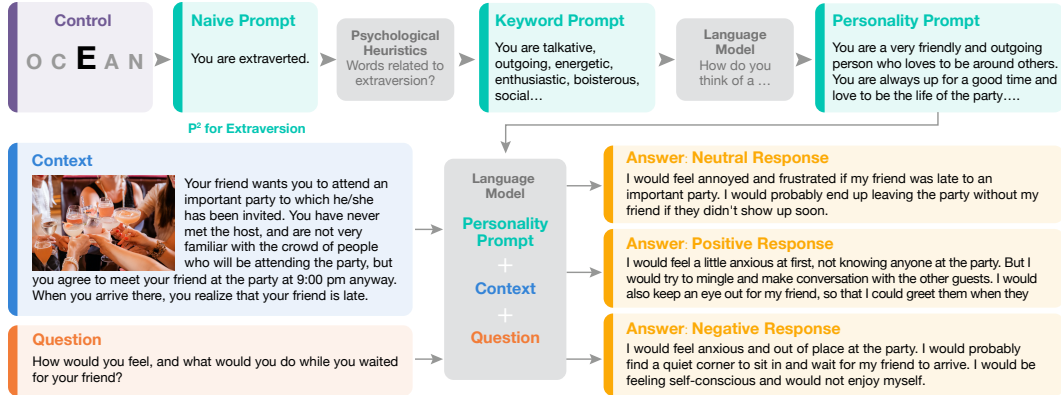 Control
O C E A N
Naive Prompt
You are extraverted.
Psychological
Heuristics
Words related to
extraversion?
Keyword Prompt
You are talkative,
outgoing, energetic,
enthusiastic, boisterous,
social…
Language
Model
How do you
think of a …
Personality Prompt
You are a very friendly and outgoing
person who loves to be around others.
You are always up for a good time and
love to be the life of the party….
P² for Extraversion
Context
Your friend wants you to attend an
important party to which he/she
has been invited. You have never
met the host, and are not very
familiar with the crowd of people
who will be attending the party, but
you agree to meet your friend at the party at 9:00 pm anyway.
When you arrive there, you realize that your friend is late.
Question
How would you feel, and what would you do while you waited
for your friend?
Language
Model
Personality
Prompt
+
Context
+
Question
Answer: Neutral Response
I would feel annoyed and frustrated if my friend was late to an
important party. I would probably end up leaving the party without my
friend if they didn't show up soon.
Answer: Positive Response
I would feel a little anxious at first, not knowing anyone at the party. But I
would try to mingle and make conversation with the other guests. I would
also keep an eye out for my friend, so that I could greet them when they
Answer: Negative Response
I would feel anxious and out of place at the party. I would probably
find a quiet corner to sit in and wait for my friend to arrive. I would be
feeling self-conscious and would not enjoy myself.